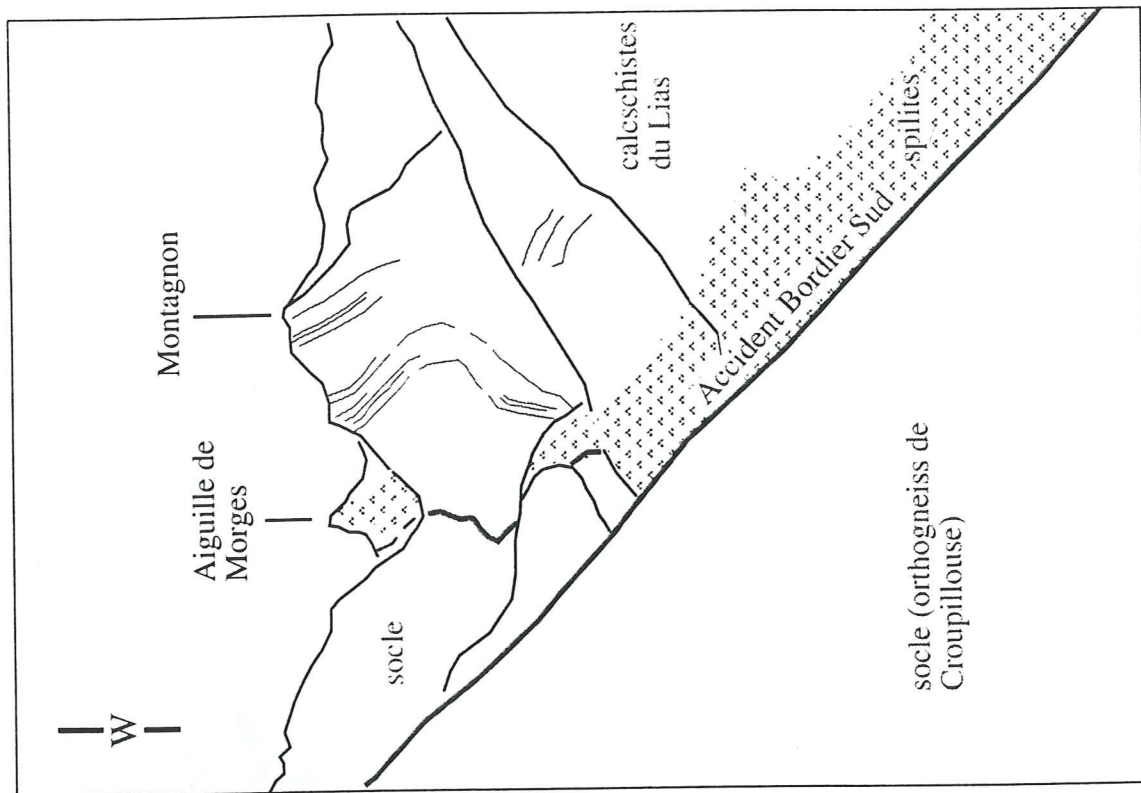 W
Aiguille de
Morges
Montagnon
socle
calcschistes
du Lias
spilites
Accident Bordier Sud
socle (orthogneiss de
Croupillouse)